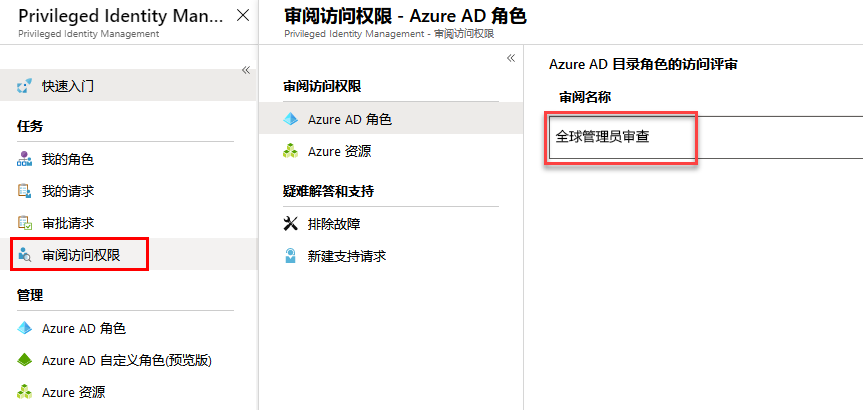 Privileged Identity Mana...
Privileged Identity Management
快速入门
任务
我的角色
我的请求
审批请求
审阅访问权限
管理
Azure AD 角色
Azure AD 自定义角色(预览版)
Azure 资源
审阅访问权限 - Azure AD 角色
Privileged Identity Management - 审阅访问权限
审阅访问权限
Azure AD 角色
Azure 资源
疑难解答和支持
排除故障
新建支持请求
Azure AD 目录角色的访问评审
审阅名称
全球管理员审查